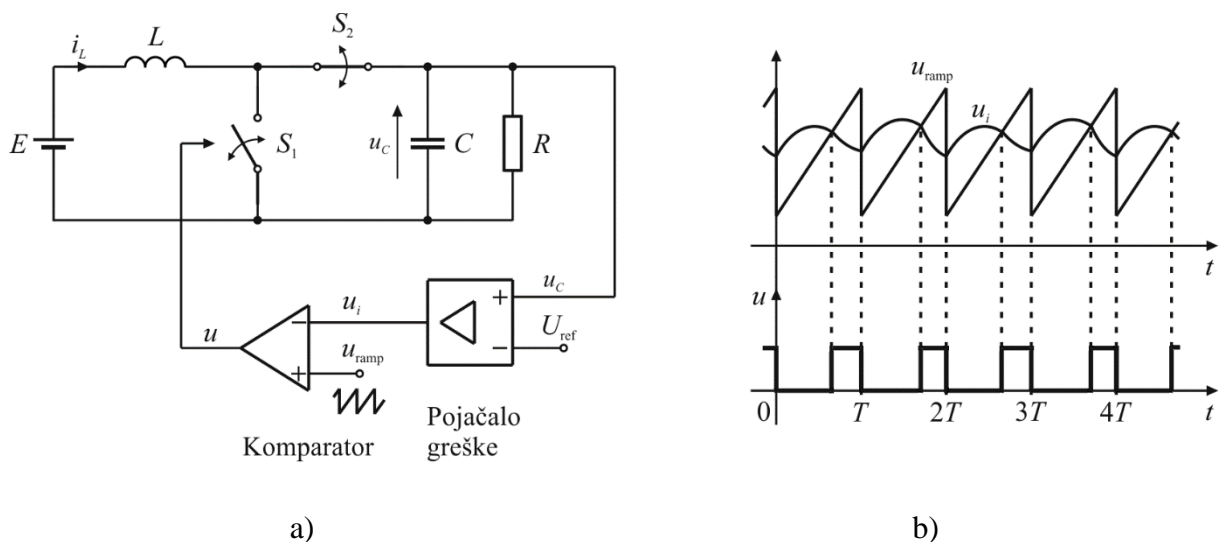 i_L
L
S_2
E
S_1
u_C
C
R
u
u_i
u_ramp
u_C
U_ref
Komparator
Pojačalo
greške
a)
u_ramp
u_i
t
u
0
T
2T
3T
4T
t
b)